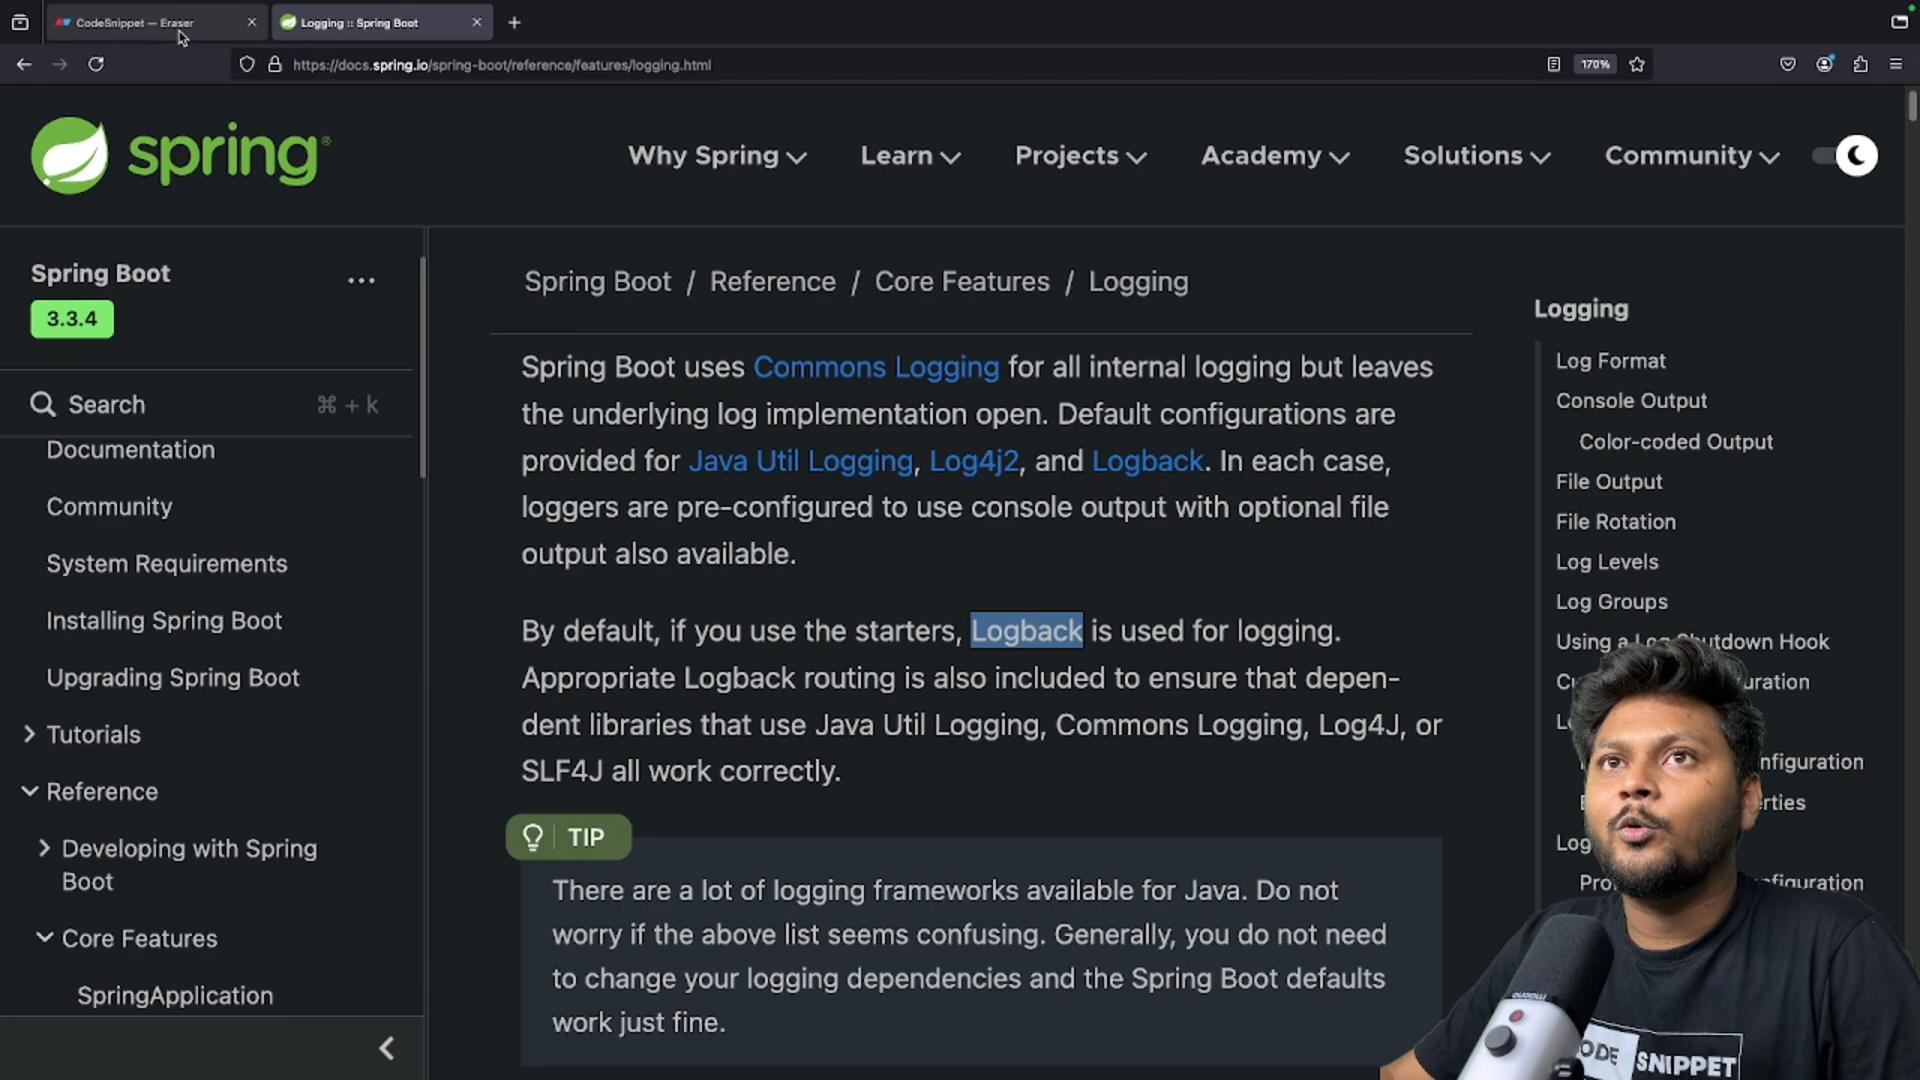 CodeSnippet — Eraser
Logging :: Spring Boot
https://docs.spring.io/spring-boot/reference/features/logging.html
170%
spring
Why Spring
Learn
Projects
Academy
Solutions
Community
Spring Boot
3.3.4
Search
⌘ + k
Documentation
Community
System Requirements
Installing Spring Boot
Upgrading Spring Boot
Tutorials
Reference
Developing with Spring
Boot
Core Features
SpringApplication
Spring Boot / Reference / Core Features / Logging
Spring Boot uses Commons Logging for all internal logging but leaves
the underlying log implementation open. Default configurations are
provided for Java Util Logging, Log4j2, and Logback. In each case,
loggers are pre-configured to use console output with optional file
output also available.
By default, if you use the starters, Logback is used for logging.
Appropriate Logback routing is also included to ensure that depen-
dent libraries that use Java Util Logging, Commons Logging, Log4J, or
SLF4J all work correctly.
TIP
There are a lot of logging frameworks available for Java. Do not
worry if the above list seems confusing. Generally, you do not need
to change your logging dependencies and the Spring Boot defaults
work just fine.
Logging
Log Format
Console Output
Color-coded Output
File Output
File Rotation
Log Levels
Log Groups
Using a Log Shutdown Hook
SNIPPET